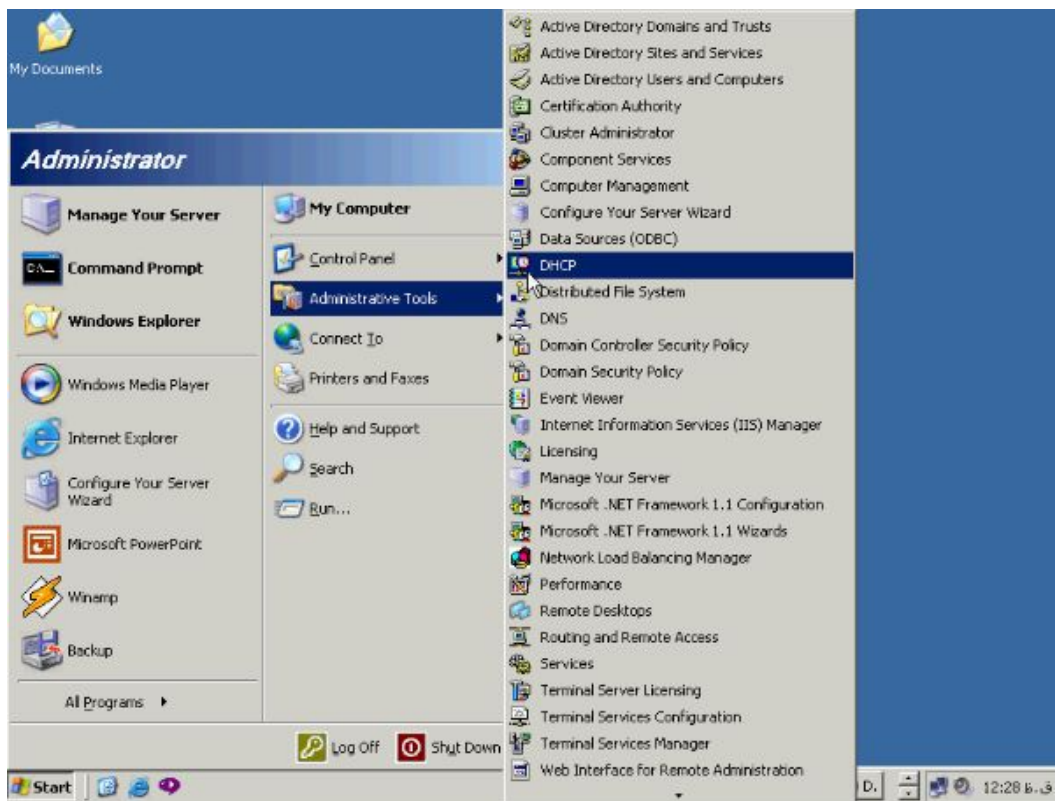 My Documents
Administrator
Manage Your Server
Command Prompt
Windows Explorer
Windows Media Player
Internet Explorer
Configure Your Server
Wizard
Microsoft PowerPoint
Winamp
Backup
All Programs
My Computer
Control Panel
Administrative Tools
Connect To
Printers and Faxes
Help and Support
Search
Run...
Log Off
Shut Down
Active Directory Domains and Trusts
Active Directory Sites and Services
Active Directory Users and Computers
Certification Authority
Cluster Administrator
Component Services
Computer Management
Configure Your Server Wizard
Data Sources (ODBC)
DHCP
Distributed File System
DNS
Domain Controller Security Policy
Domain Security Policy
Event Viewer
Internet Information Services (IIS) Manager
Licensing
Manage Your Server
Microsoft .NET Framework 1.1 Configuration
Microsoft .NET Framework 1.1 Wizards
Network Load Balancing Manager
Performance
Remote Desktops
Routing and Remote Access
Services
Terminal Server Licensing
Terminal Services Configuration
Terminal Services Manager
Web Interface for Remote Administration
Start
D.
12:28 ق.ظ